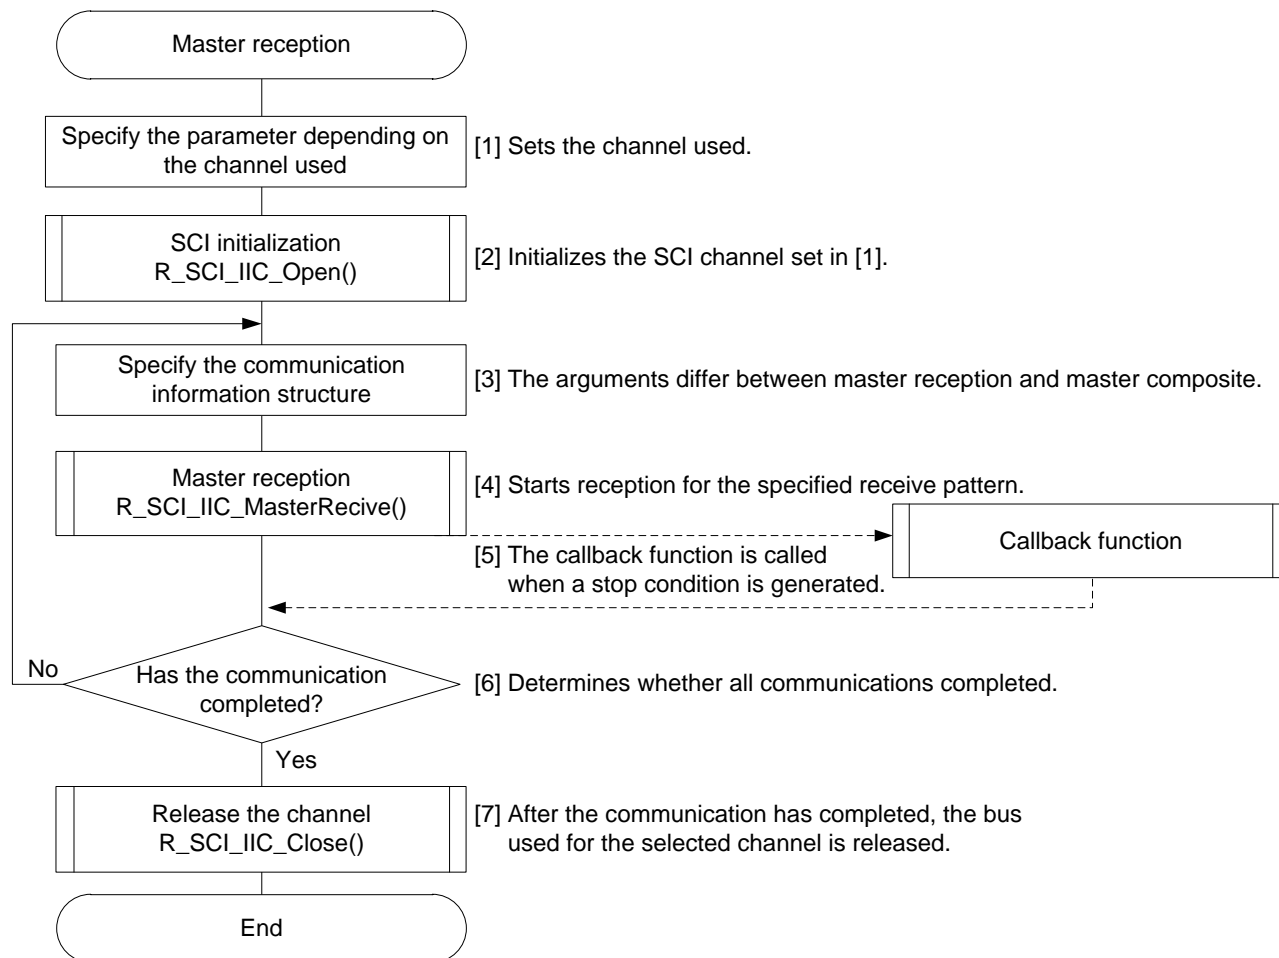 Master reception
Specify the parameter depending on
the channel used
[1] Sets the channel used.
SCI initialization
R_SCI_IIC_Open()
[2] Initializes the SCI channel set in [1].
Specify the communication
information structure
[3] The arguments differ between master reception and master composite.
Master reception
R_SCI_IIC_MasterRecive()
[4] Starts reception for the specified receive pattern.
Callback function
[5] The callback function is called
when a stop condition is generated.
No
Has the communication
completed?
[6] Determines whether all communications completed.
Yes
Release the channel
R_SCI_IIC_Close()
[7] After the communication has completed, the bus
used for the selected channel is released.
End